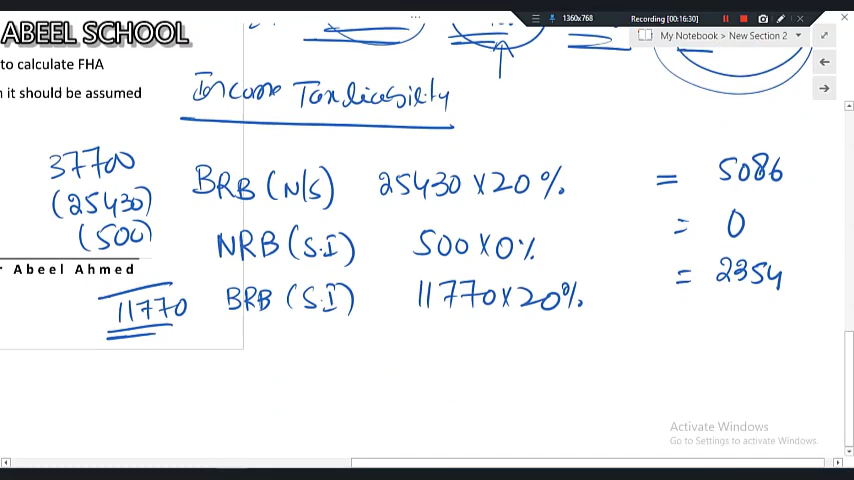 1360x768
Recording [00:16:30]
ABEEL SCHOOL
My Notebook > New Section 2
to calculate FHA
it should be assumed
Income Tax liability
37700
BRB (N/S) 25430 × 20% = 5086
(25430)
(500)
NRB (S.I) 500 × 0% = 0
Abeel Ahmed
11770
BRB (S.I) 11770 × 20% = 2354
Activate Windows
Go to Settings to activate Windows.